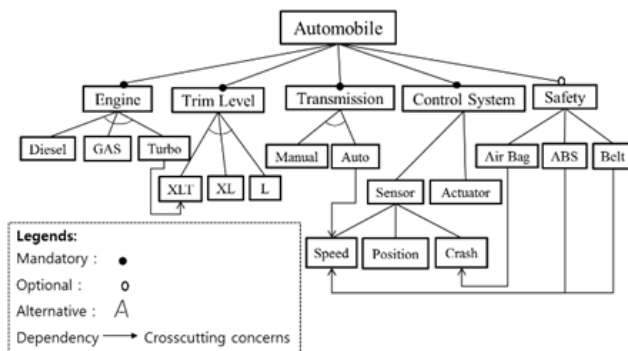 Automobile
Engine
Trim Level
Transmission
Control System
Safety
Diesel
GAS
Turbo
Manual
Auto
Air Bag
ABS
Belt
XLT
XL
L
Sensor
Actuator
Speed
Position
Crash
Legends:
Mandatory :
Optional :
Alternative :
Dependency Crosscutting concerns